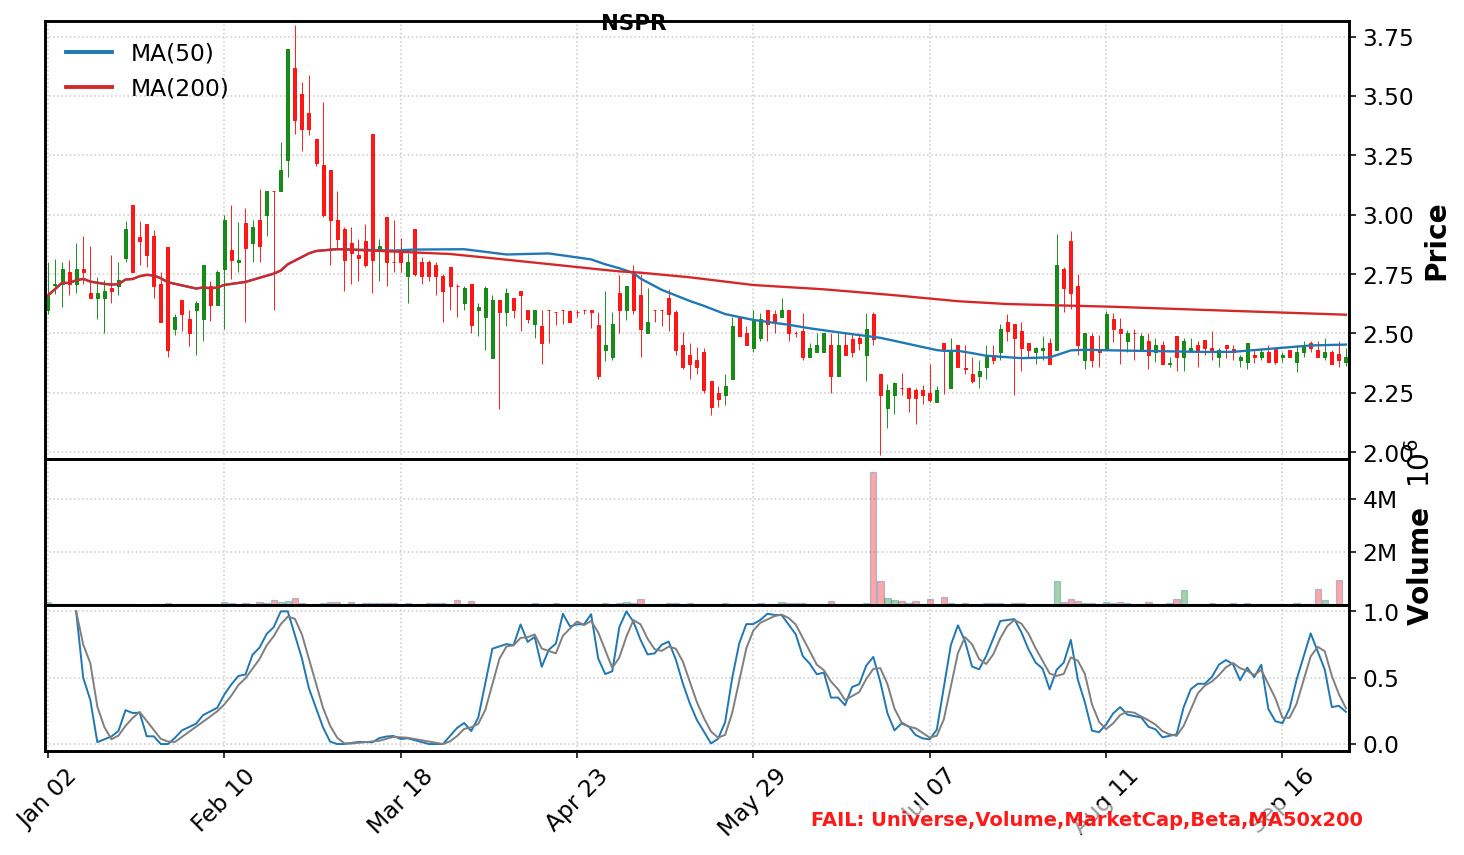 NSPR
MA(50)
MA(200)
3.75
3.50
3.25
3.00
2.75
2.50
2.25
2.00
Price
10^6
4M
2M
Volume
1.0
0.5
0.0
Jan 02
Feb 10
Mar 18
Apr 23
May 29
Jul 07
Aug 11
Sep 16
FAIL: Universe,Volume,MarketCap,Beta,MA50x200